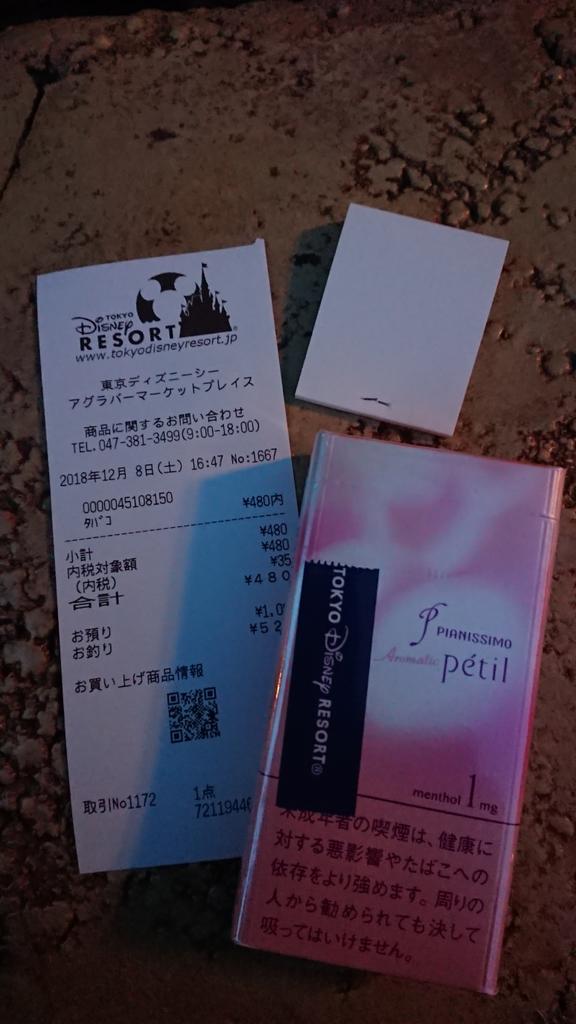 TOKYO
Disney
RESORT®
www.tokyodisneyresort.jp
東京ディズニーシー
アグラバーマーケットプレイス
商品に関するお問い合わせ
TEL.047-381-3499(9:00-18:00)
2018年12月 8日(土) 16:47 No:1667
0000045108150 ¥480内
タバコ
小計 ¥480
内税対象額 ¥480
(内税) ¥35
合計 ¥480
お預り
お釣り
お買い上げ商品情報
取引No1172 1点
TOKYO Disney RESORT®
PIANISSIMO
Aromatic pétil
menthol 1mg
未成年者の喫煙は、健康に
対する悪影響やたばこへの
依存をより強めます。周りの
人から勧められても決して
吸ってはいけません。